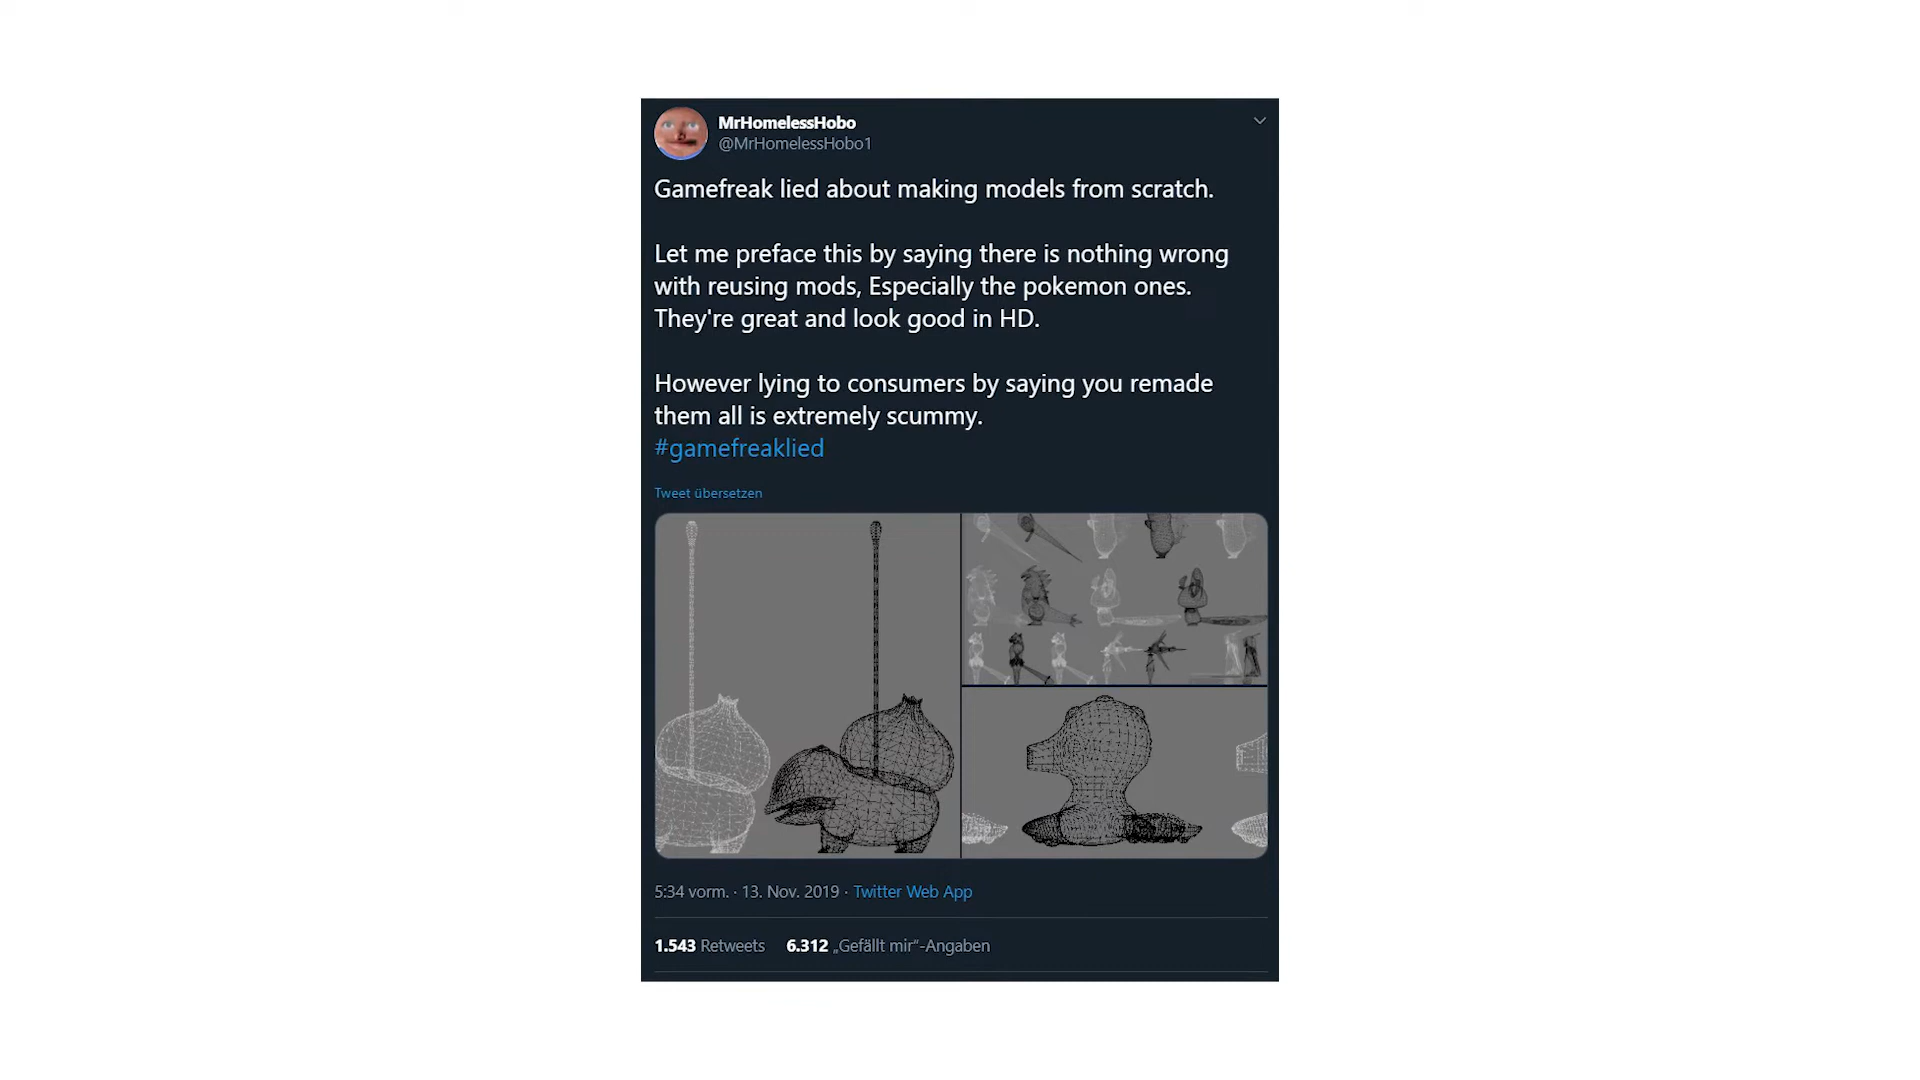 MrHomelessHobo
@MrHomelessHobo1
Gamefreak lied about making models from scratch.
Let me preface this by saying there is nothing wrong
with reusing mods, Especially the pokemon ones.
They're great and look good in HD.
However lying to consumers by saying you remade
them all is extremely scummy.
#gamefreaklied
Tweet übersetzen
5:34 vorm. · 13. Nov. 2019 · Twitter Web App
1.543 Retweets 6.312 „Gefällt mir“-Angaben